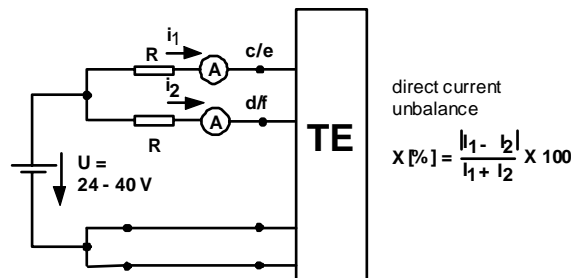 i1
R
A
c/e
i2
A
d/f
R
TE
U =
24 - 40 V
direct current
unbalance
X [%] = |I1 - I2| / I1 + I2 X 100